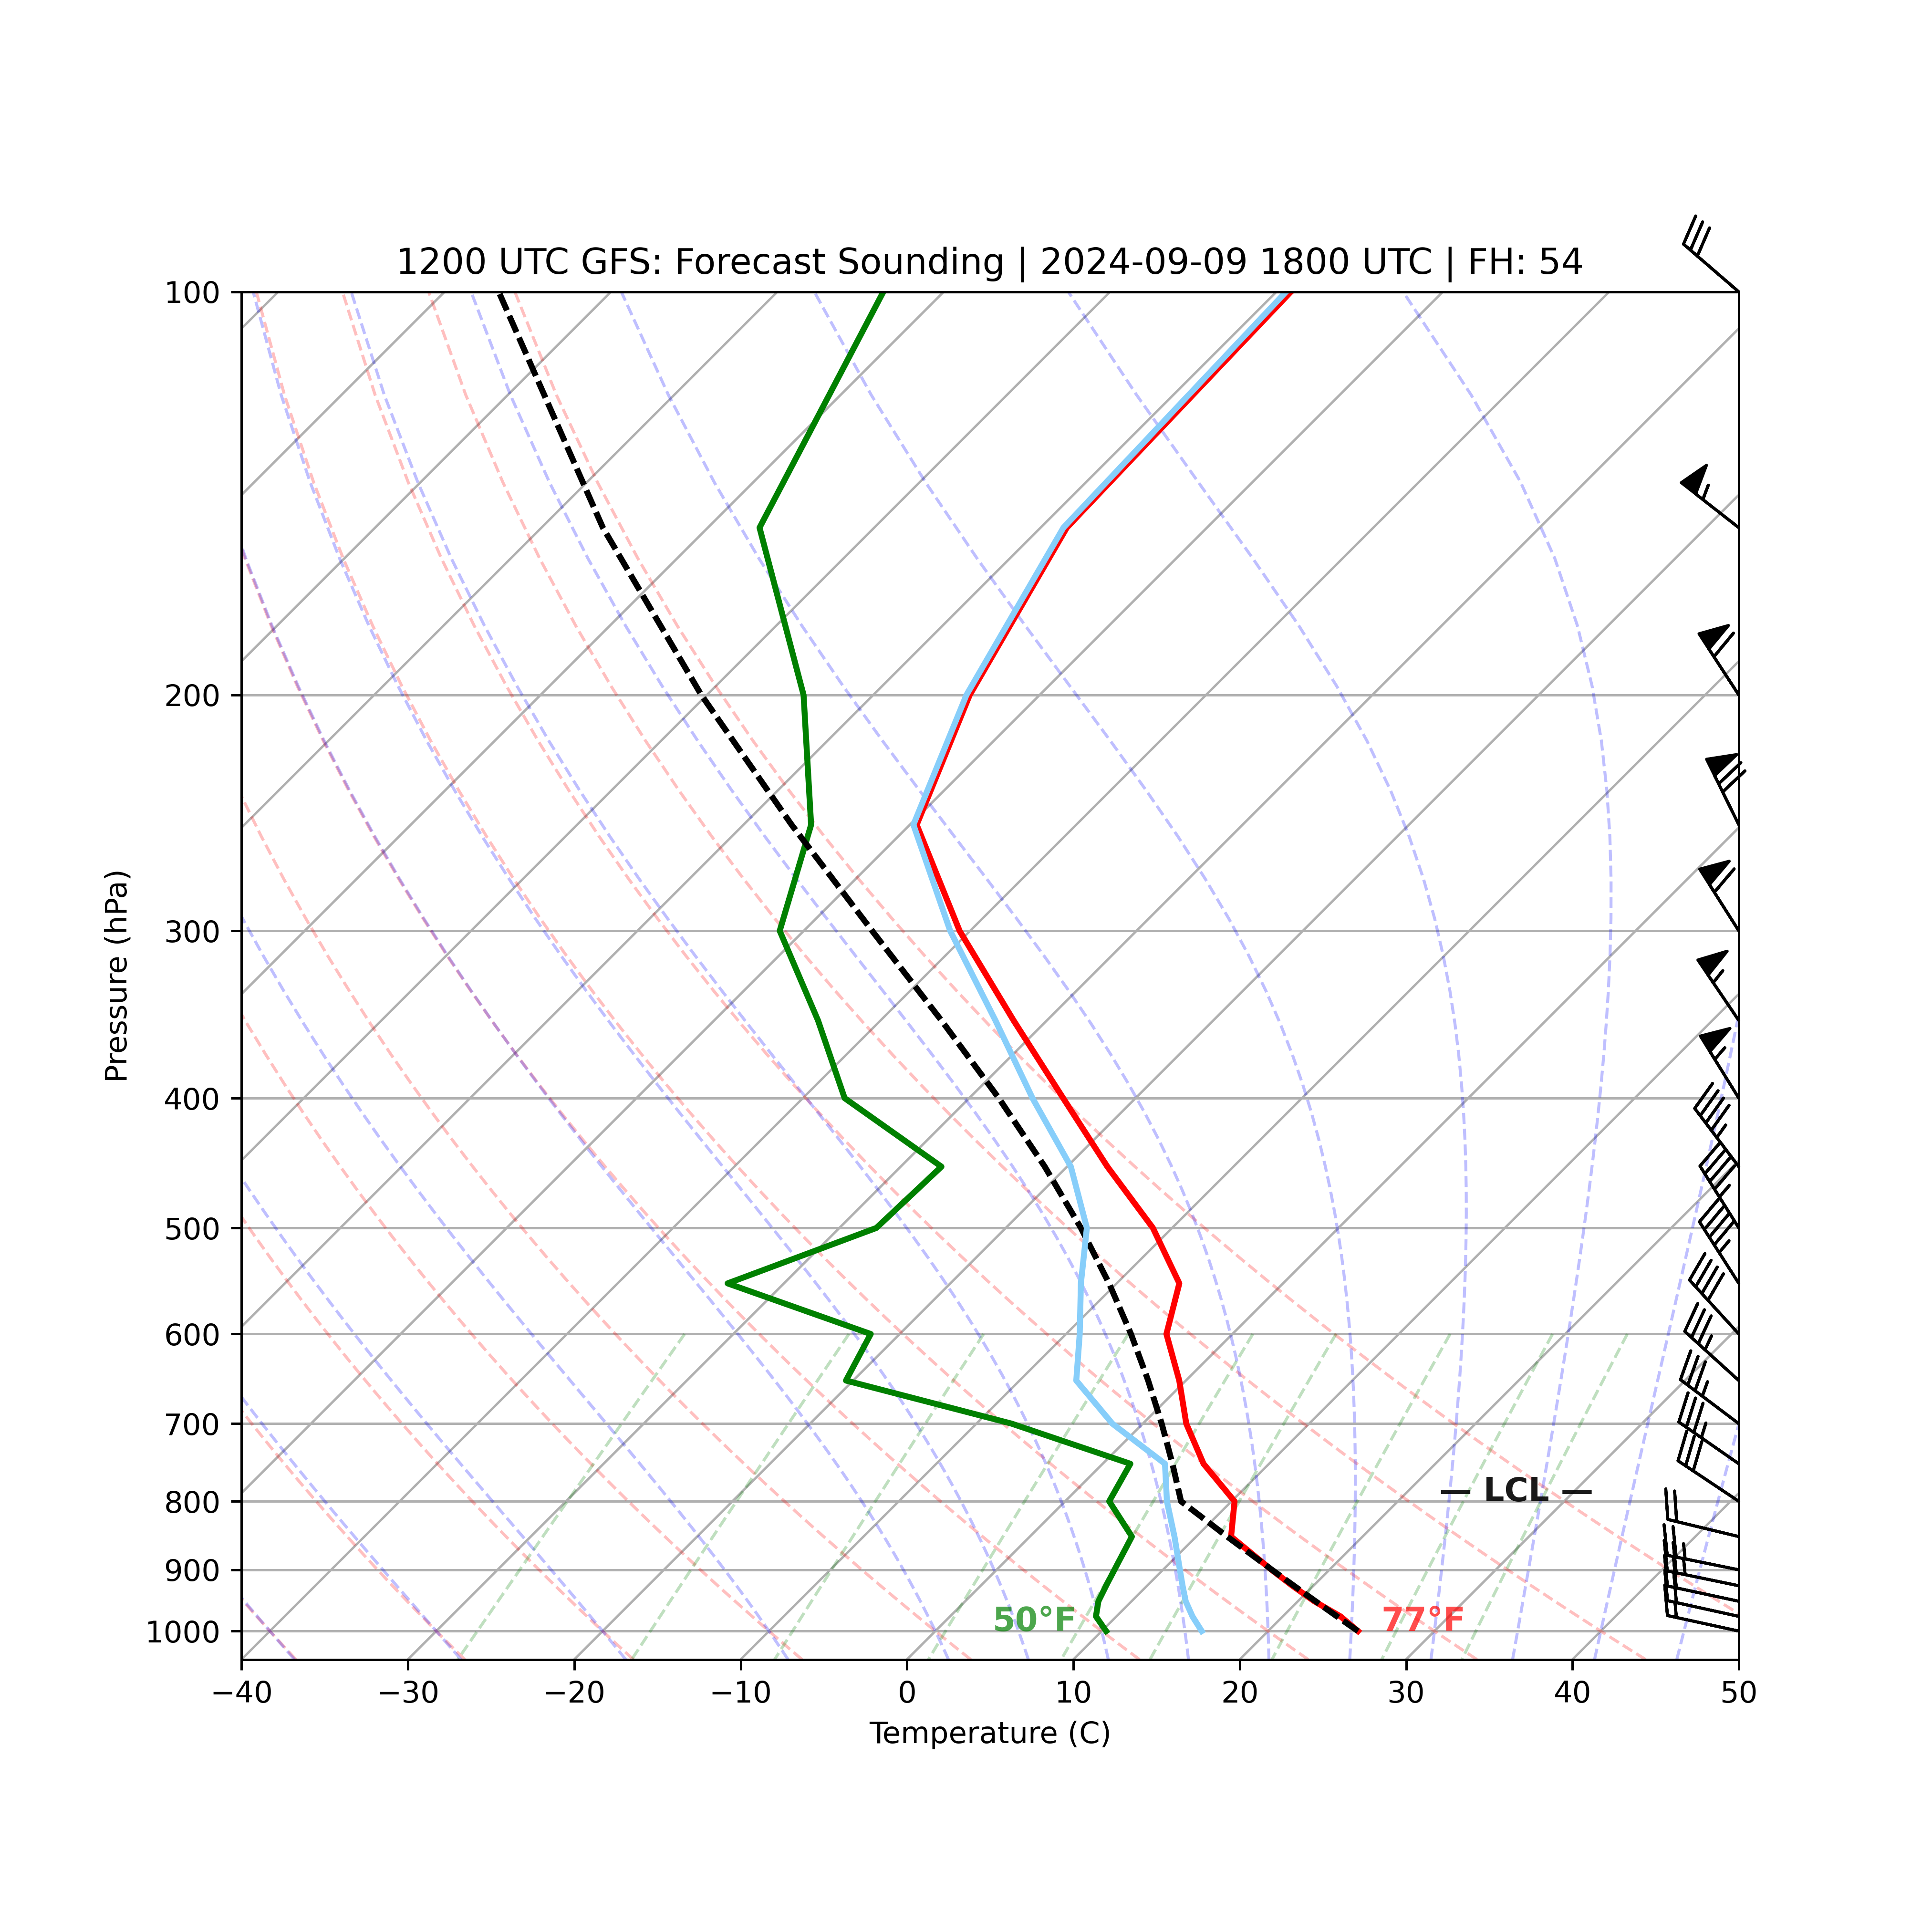 1200 UTC GFS: Forecast Sounding | 2024-09-09 1800 UTC | FH: 54
100
200
300
400
500
600
700
800
900
1000
Pressure (hPa)
— LCL —
50°F
77°F
−40 −30 −20 −10 0 10 20 30 40 50
Temperature (C)